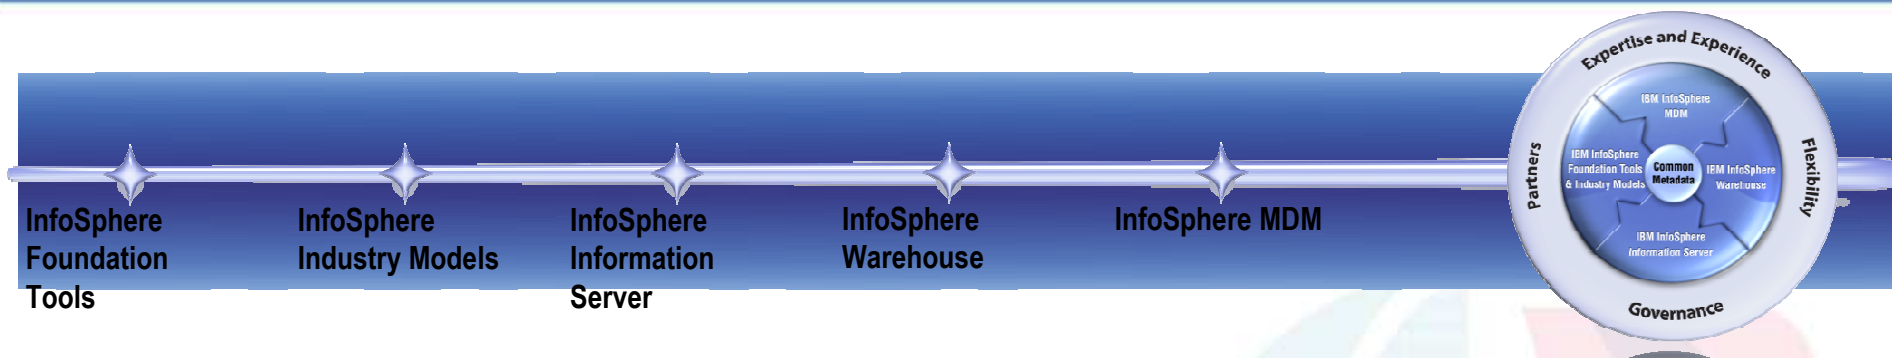 InfoSphere
Foundation
Tools
InfoSphere
Industry Models
InfoSphere
Information
Server
InfoSphere
Warehouse
InfoSphere MDM
Expertise and Experience
Partners
Flexibility
Governance
IBM InfoSphere
MDM
IBM InfoSphere
Foundation Tools
& Industry Models
Common
Metadata
IBM InfoSphere
Warehouse
IBM InfoSphere
Information Server